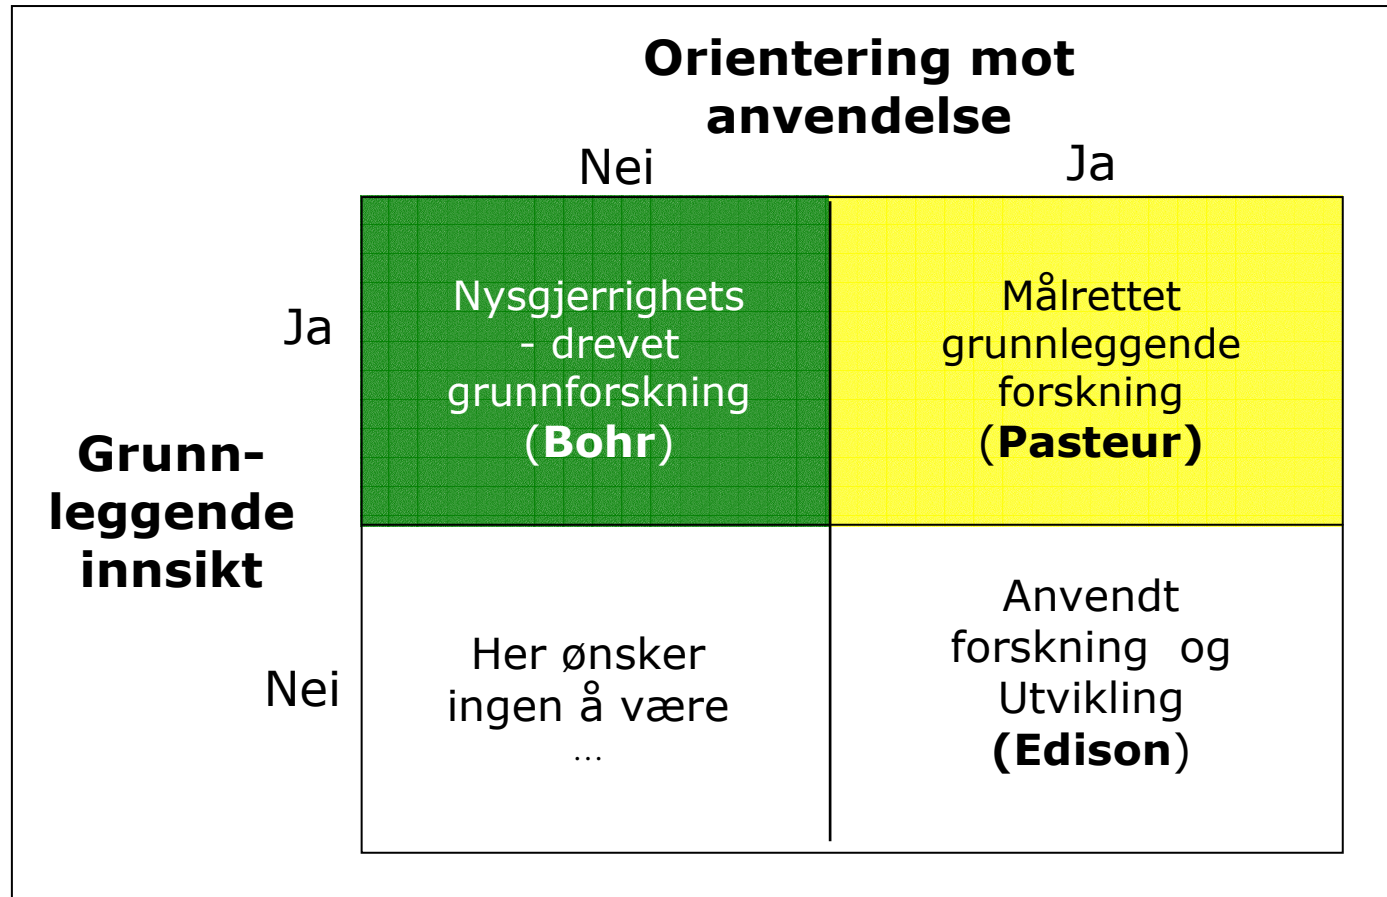 Orientering mot
anvendelse
Nei
Ja
Ja
Nysgjerrighets
- drevet
grunnforskning
(Bohr)
Målrettet
grunnleggende
forskning
(Pasteur)
Grunn-
leggende
innsikt
Nei
Her ønsker
ingen å være
...
Anvendt
forskning og
Utvikling
(Edison)